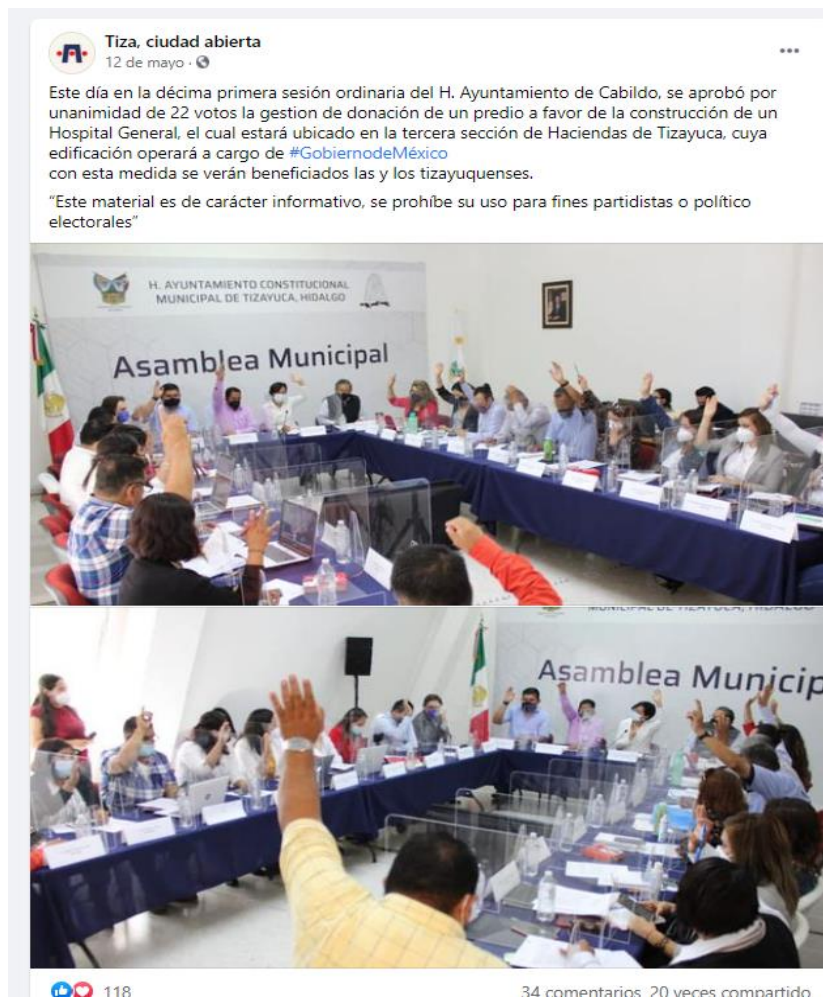 Tiza, ciudad abierta
12 de mayo ·
Este día en la décima primera sesión ordinaria del H. Ayuntamiento de Cabildo, se aprobó por
unanimidad de 22 votos la gestion de donación de un predio a favor de la construcción de un
Hospital General, el cual estará ubicado en la tercera sección de Haciendas de Tizayuca, cuya
edificación operará a cargo de #GobiernodeMéxico
con esta medida se verán beneficiados las y los tizayuquenses.
“Este material es de carácter informativo, se prohíbe su uso para fines partidistas o político
electorales”
H. AYUNTAMIENTO CONSTITUCIONAL
MUNICIPAL DE TIZAYUCA, HIDALGO
Asamblea Municipal
MUNICIPAL DE TIZAYUCA, HIDALGO
Asamblea Municip
118
34 comentarios 20 veces compartido